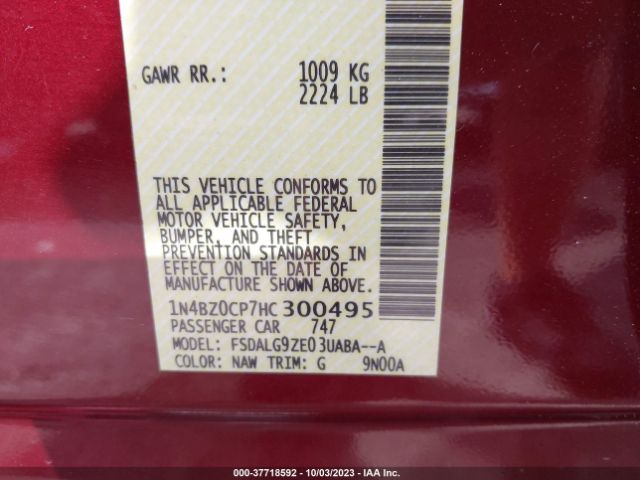 GAWR RR.: 1009 KG
2224 LB
THIS VEHICLE CONFORMS TO
ALL APPLICABLE FEDERAL
MOTOR VEHICLE SAFETY,
BUMPER, AND THEFT
PREVENTION STANDARDS IN
EFFECT ON THE DATE OF
MANUFACTURE SHOWN ABOVE.
1N4BZ0CP7HC300495
PASSENGER CAR 747
MODEL: FSDALG9ZE03UABA--A
COLOR: NAW TRIM: G 9N00A
000-37718592 - 10/03/2023 - IAA Inc.